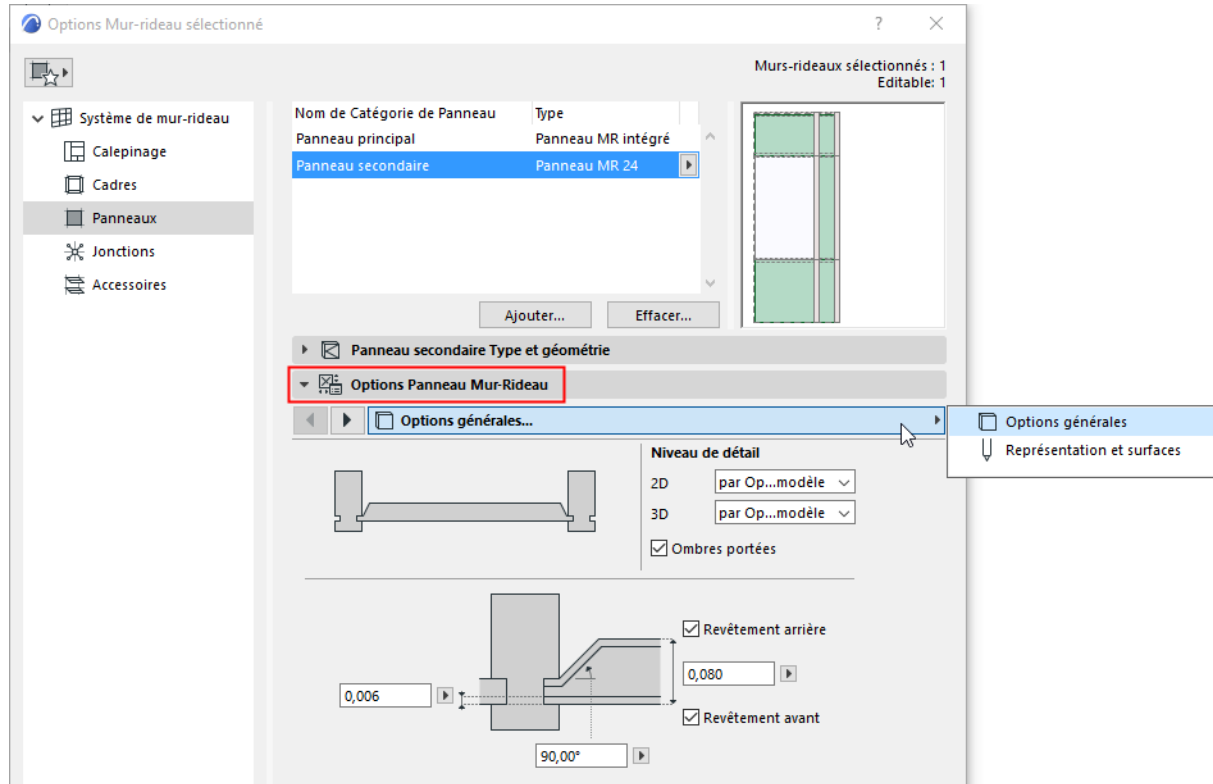 Options Mur-rideau sélectionné
?
Murs-rideaux sélectionnés : 1
Editable: 1
Système de mur-rideau
Calepinage
Cadres
Panneaux
Jonctions
Accessoires
Nom de Catégorie de Panneau Type
Panneau principal Panneau MR intégré
Panneau secondaire Panneau MR 24
Ajouter... Effacer...
Panneau secondaire Type et géométrie
Options Panneau Mur-Rideau
Options générales...
Options générales
Représentation et surfaces
Niveau de détail
2D par Op...modèle
3D par Op...modèle
Ombres portées
Revêtement arrière
0,080
0,006
Revêtement avant
90,00°